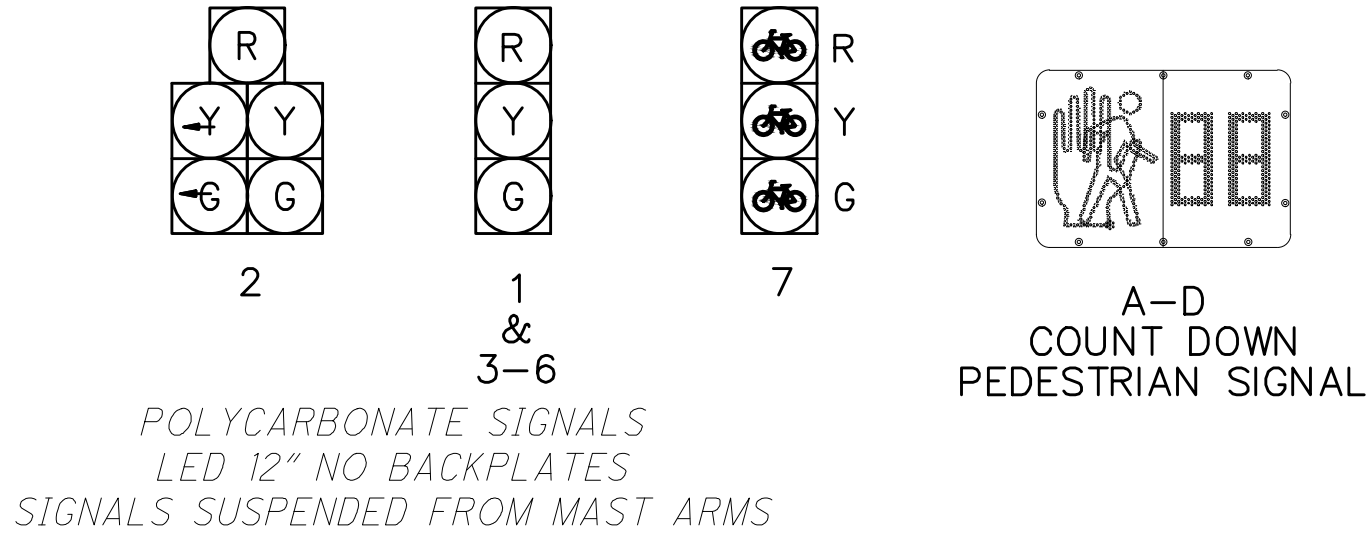 R
Y Y
G G
2
R
Y
G
1
&
3-6
R
Y
G
7
88
A-D
COUNT DOWN
PEDESTRIAN SIGNAL
POLYCARBONATE SIGNALS
LED 12" NO BACKPLATES
SIGNALS SUSPENDED FROM MAST ARMS